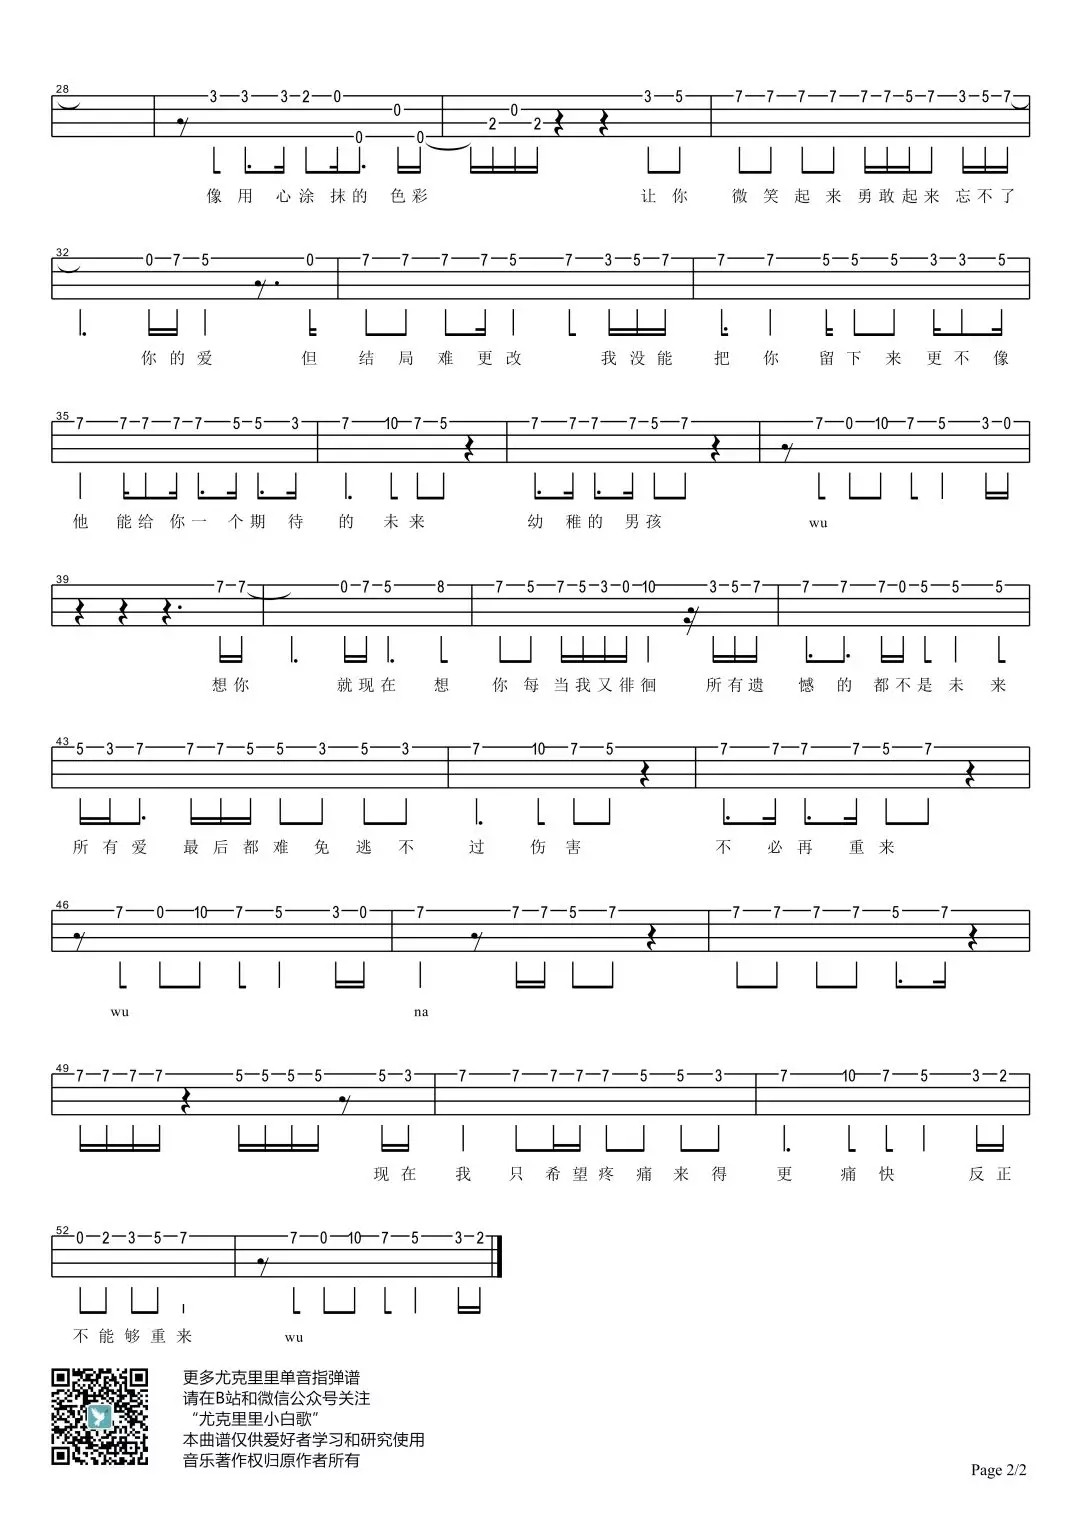 28
3 3 3 2 0 0 0 0 2 0 2 3 5 7 7 7 7 7 7 5 7 3 5 7
像 用 心 涂 抹 的 色 彩 让 你 微 笑 起 来 勇 敢 起 来 忘 不 了
32
0 7 5 0 7 7 7 7 5 7 3 5 7 7 7 5 5 5 3 3 5
你 的 爱 但 结 局 难 更 改 我 没 能 把 你 留 下 来 更 不 像
35
7 7 7 7 7 5 5 3 7 10 7 5 7 7 7 7 5 7 7 0 10 7 5 3 0
他 能 给 你 一 个 期 待 的 未 来 幼 稚 的 男 孩 wu
39
7 7 0 7 5 8 7 5 7 5 3 0 10 3 5 7 7 7 7 0 5 5 5
想 你 就 现 在 想 你 每 当 我 又 徘 徊 所 有 遗 憾 的 都 不 是 未 来
43
5 3 7 7 7 5 5 3 5 3 7 10 7 5 7 7 7 7 5 7
所 有 爱 最 后 都 难 免 逃 不 过 伤 害 不 必 再 重 来
46
7 0 10 7 5 3 0 7 7 7 5 7 7 7 7 7 5 7
wu na
49
7 7 7 7 5 5 5 5 5 3 7 7 7 7 7 5 5 3 7 10 7 5 3 2
现 在 我 只 希 望 疼 痛 来 得 更 痛 快 反 正
52
0 2 3 5 7 7 0 10 7 5 3 2
不 能 够 重 来 wu
更多尤克里里单音指弹谱
请在B站和微信公众号关注
“尤克里里小白歌”
本曲谱仅供爱好者学习和研究使用
音乐著作权归原作者所有
Page 2/2